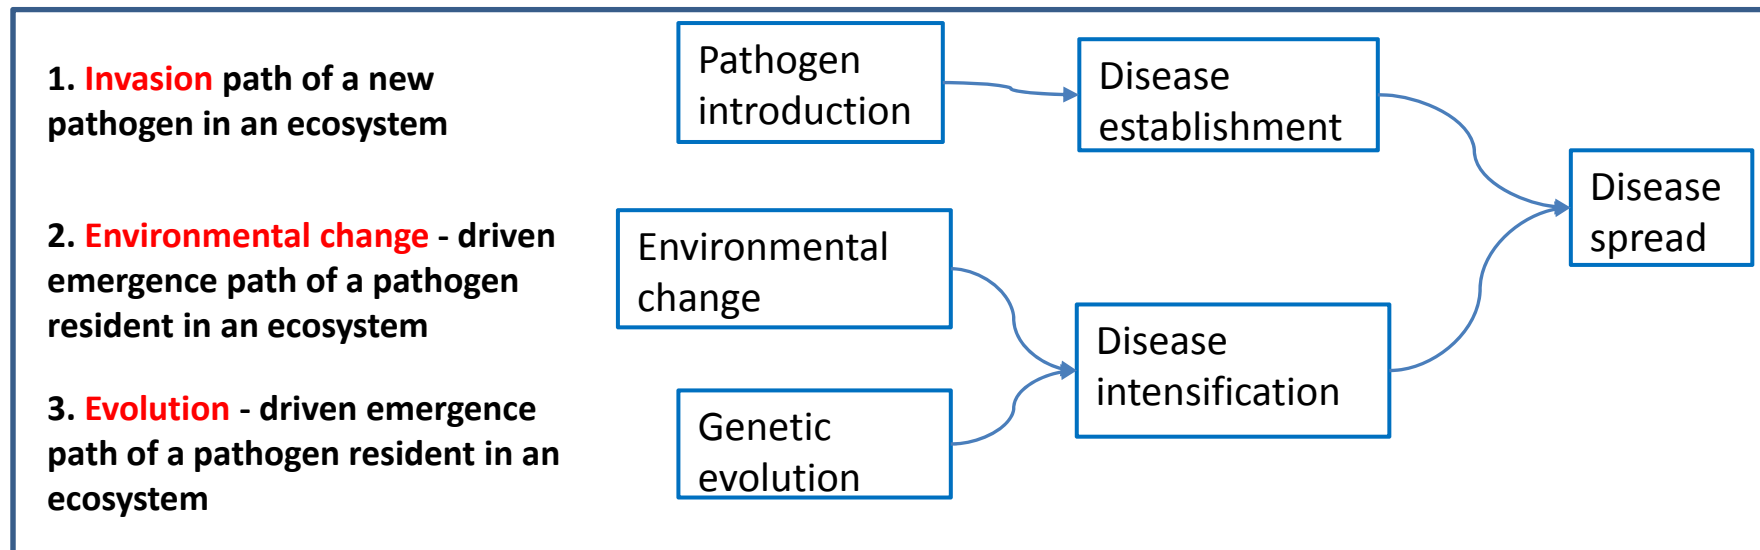 1. Invasion path of a new
pathogen in an ecosystem
2. Environmental change - driven
emergence path of a pathogen
resident in an ecosystem
3. Evolution - driven emergence
path of a pathogen resident in an
ecosystem
Pathogen
introduction
Disease
establishment
Environmental
change
Genetic
evolution
Disease
intensification
Disease
spread